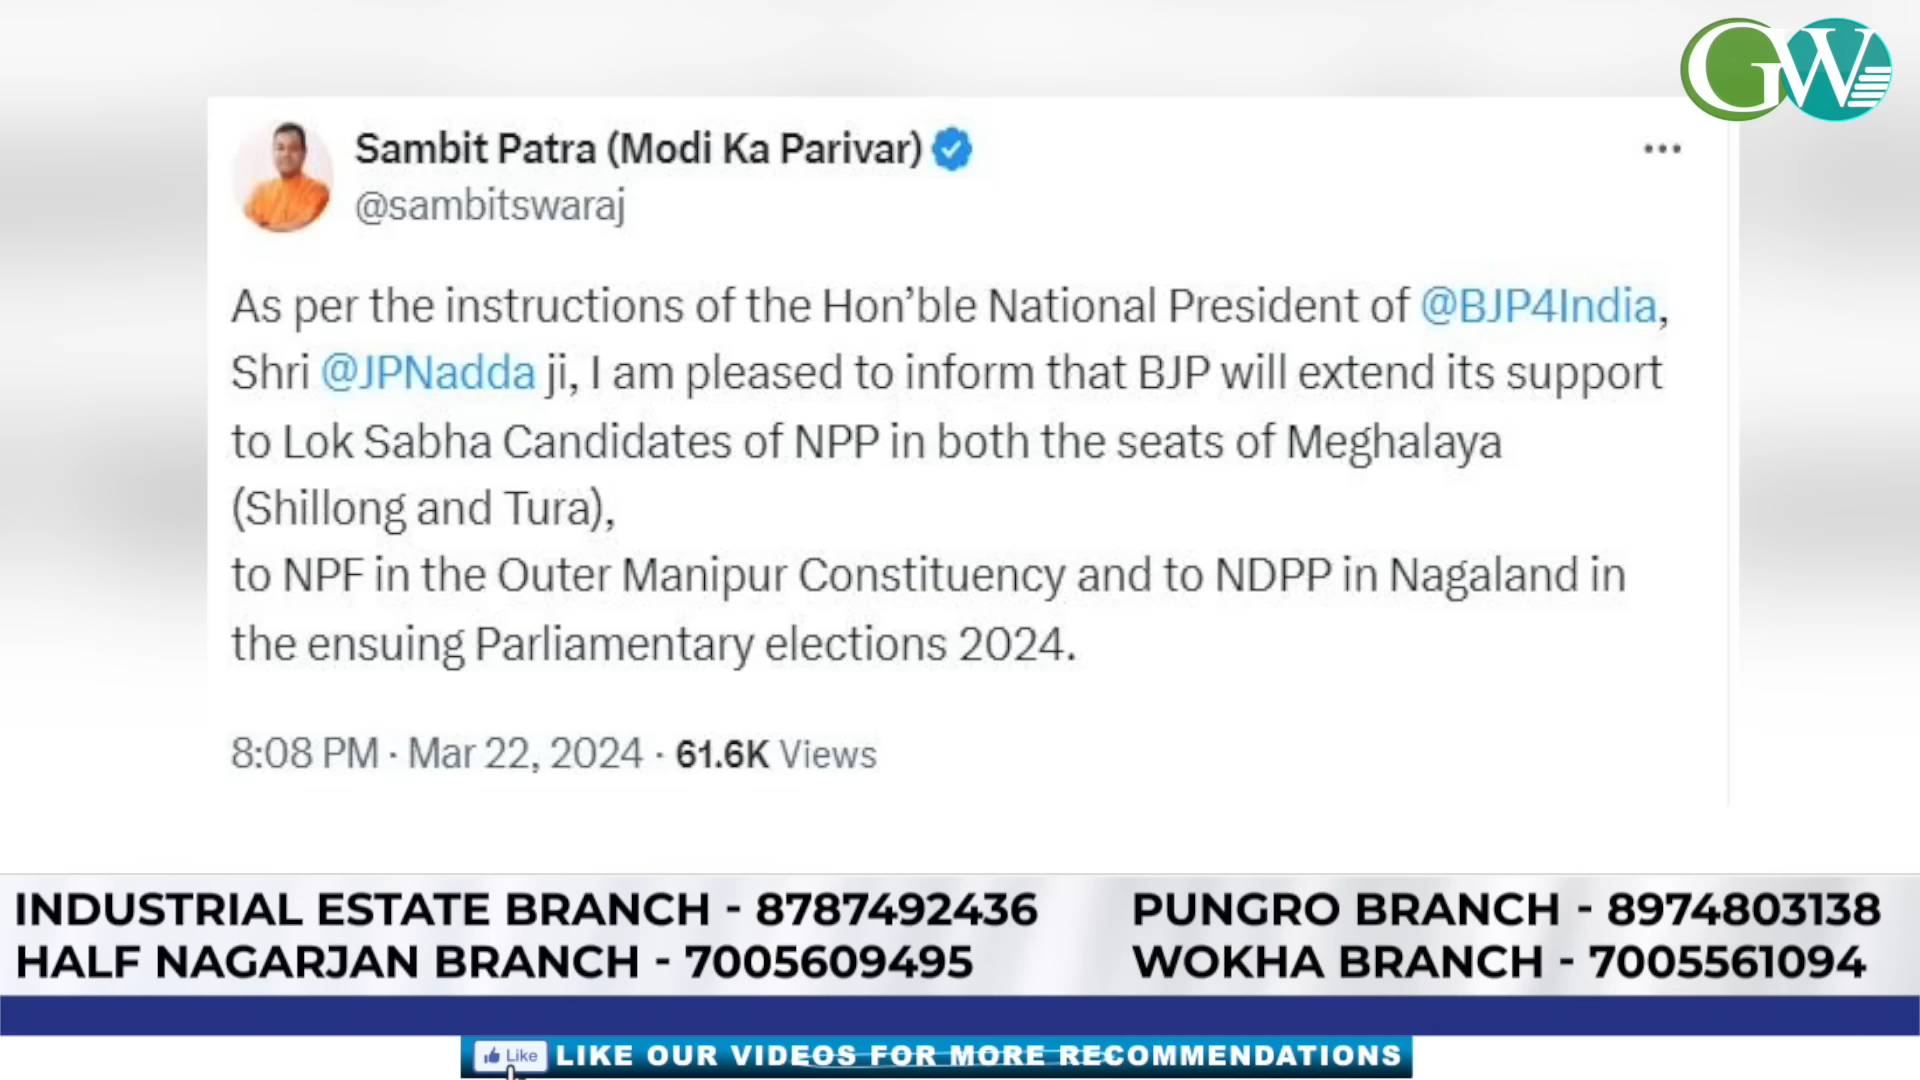 GW
Sambit Patra (Modi Ka Parivar)
@sambitswaraj
As per the instructions of the Hon’ble National President of @BJP4India,
Shri @JPNadda ji, I am pleased to inform that BJP will extend its support
to Lok Sabha Candidates of NPP in both the seats of Meghalaya
(Shillong and Tura),
to NPF in the Outer Manipur Constituency and to NDPP in Nagaland in
the ensuing Parliamentary elections 2024.
8:08 PM · Mar 22, 2024 · 61.6K Views
INDUSTRIAL ESTATE BRANCH - 8787492436
HALF NAGARJAN BRANCH - 7005609495
PUNGRO BRANCH - 8974803138
WOKHA BRANCH - 7005561094
Like LIKE OUR VIDEOS FOR MORE RECOMMENDATIONS